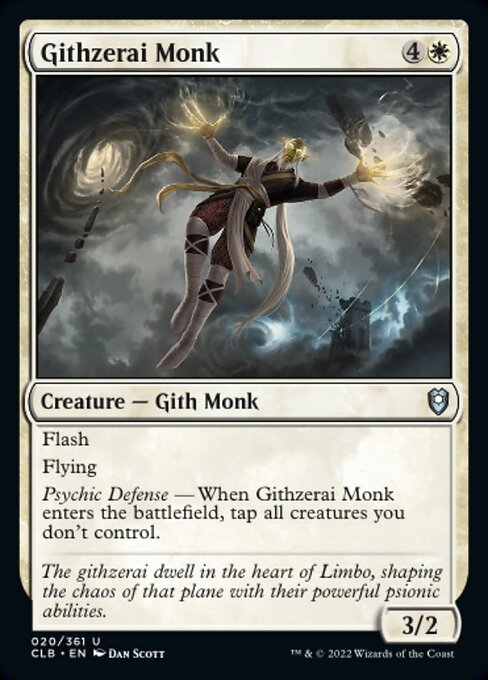 Githzerai Monk 4
Creature — Gith Monk
Flash
Flying
Psychic Defense — When Githzerai Monk
enters the battlefield, tap all creatures you
don't control.
The githzerai dwell in the heart of Limbo, shaping
the chaos of that plane with their powerful psionic
abilities.
3/2
020/361 U
CLB • EN Dan Scott
™ & © 2022 Wizards of the Coast